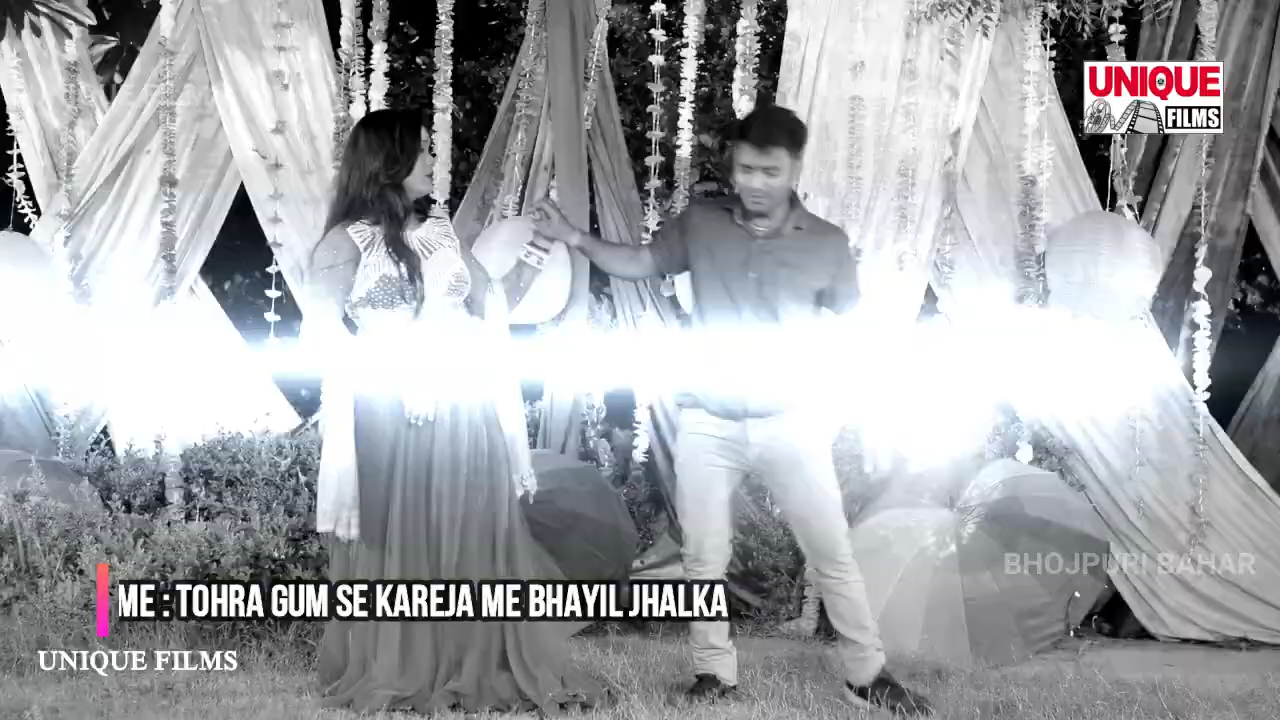 UNIQUE
FILMS
BHOJPURI BAHAR
ME : TOHRA GUM SE KAREJA ME BHAYIL JHALKA
UNIQUE FILMS